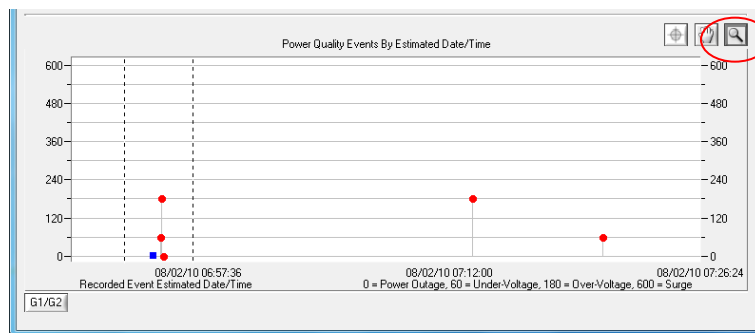 Power Quality Events By Estimated Date/Time
600 600
480 480
360 360
240 240
120 120
0 0
08/02/10 06:57:36 08/02/10 07:12:00 08/02/10 07:26:24
Recorded Event Estimated Date/Time 0 = Power Outage, 60 = Under-Voltage, 180 = Over-Voltage, 600 = Surge
G1/G2